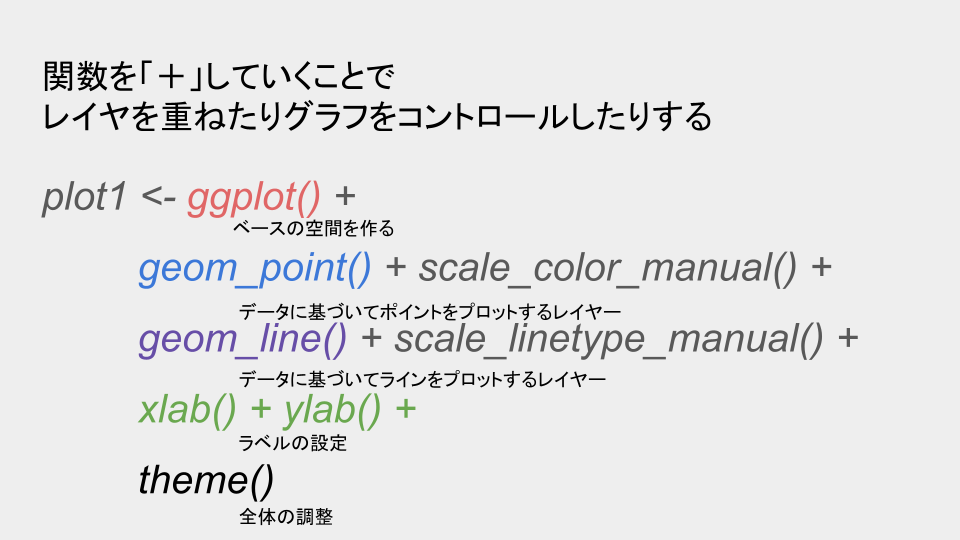 関数を「＋」していくことで
レイヤを重ねたりグラフをコントロールしたりする
plot1 <- ggplot() +
ベースの空間を作る
geom_point() + scale_color_manual() +
データに基づいてポイントをプロットするレイヤー
geom_line() + scale_linetype_manual() +
データに基づいてラインをプロットするレイヤー
xlab() + ylab() +
ラベルの設定
theme()
全体の調整